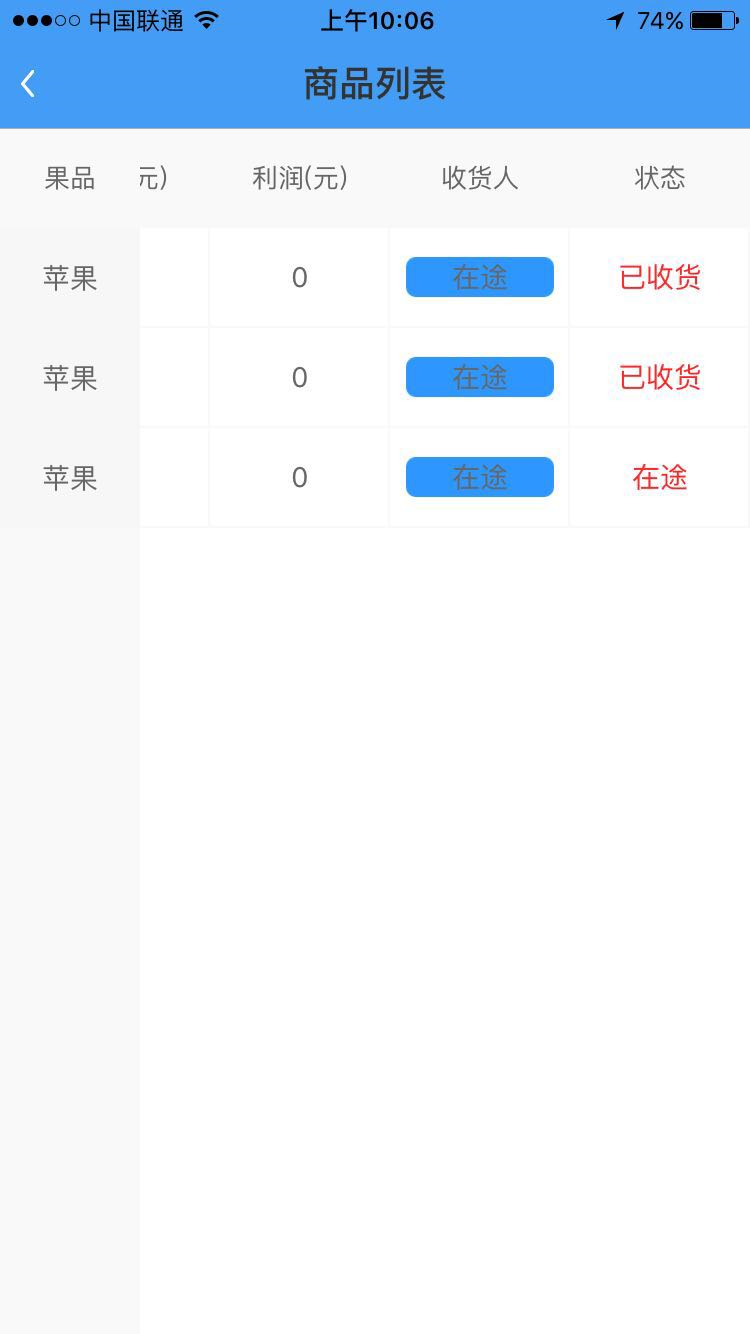 中国联通 上午10:06 74%
商品列表
果品 元) 利润(元) 收货人 状态
苹果 0 在途 已收货
苹果 0 在途 已收货
苹果 0 在途 在途